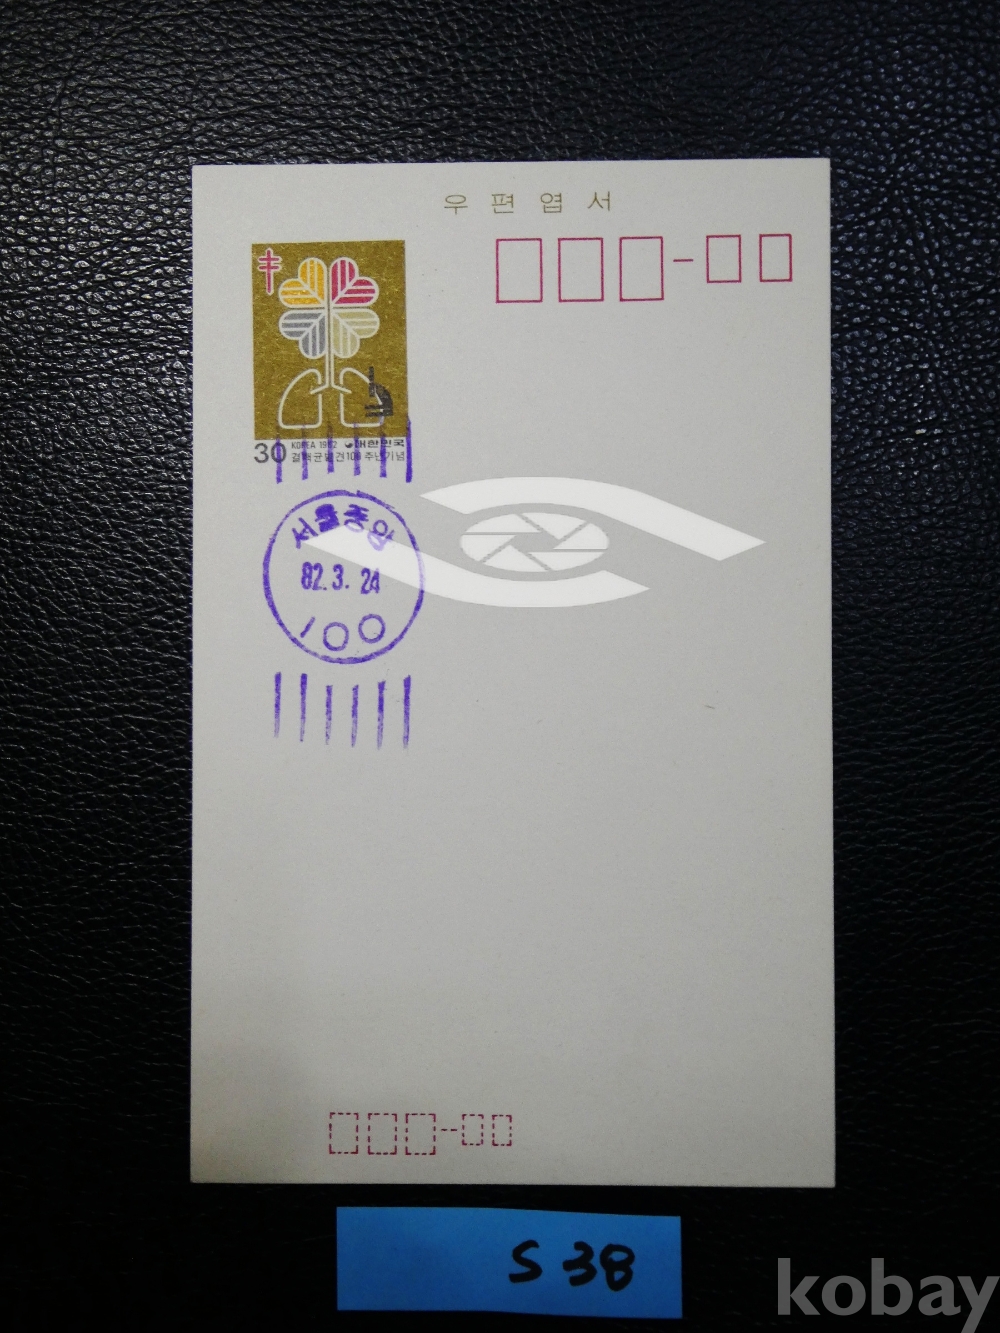 우편엽서
KOREA 1982 대한민국
30 결핵균발견100주년기념
서울중앙
82.3.24
100
S 38
kobay